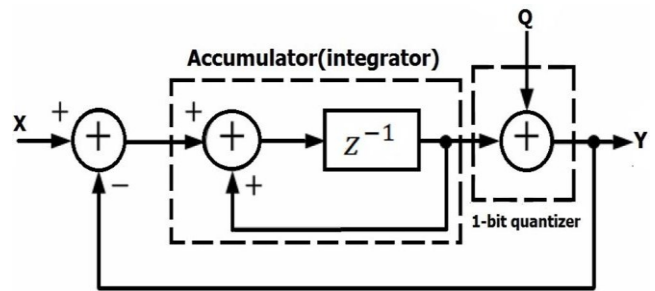 Q
Accumulator(integrator)
X
+
+
+
+
Z⁻¹
+
Y
−
+
1-bit quantizer